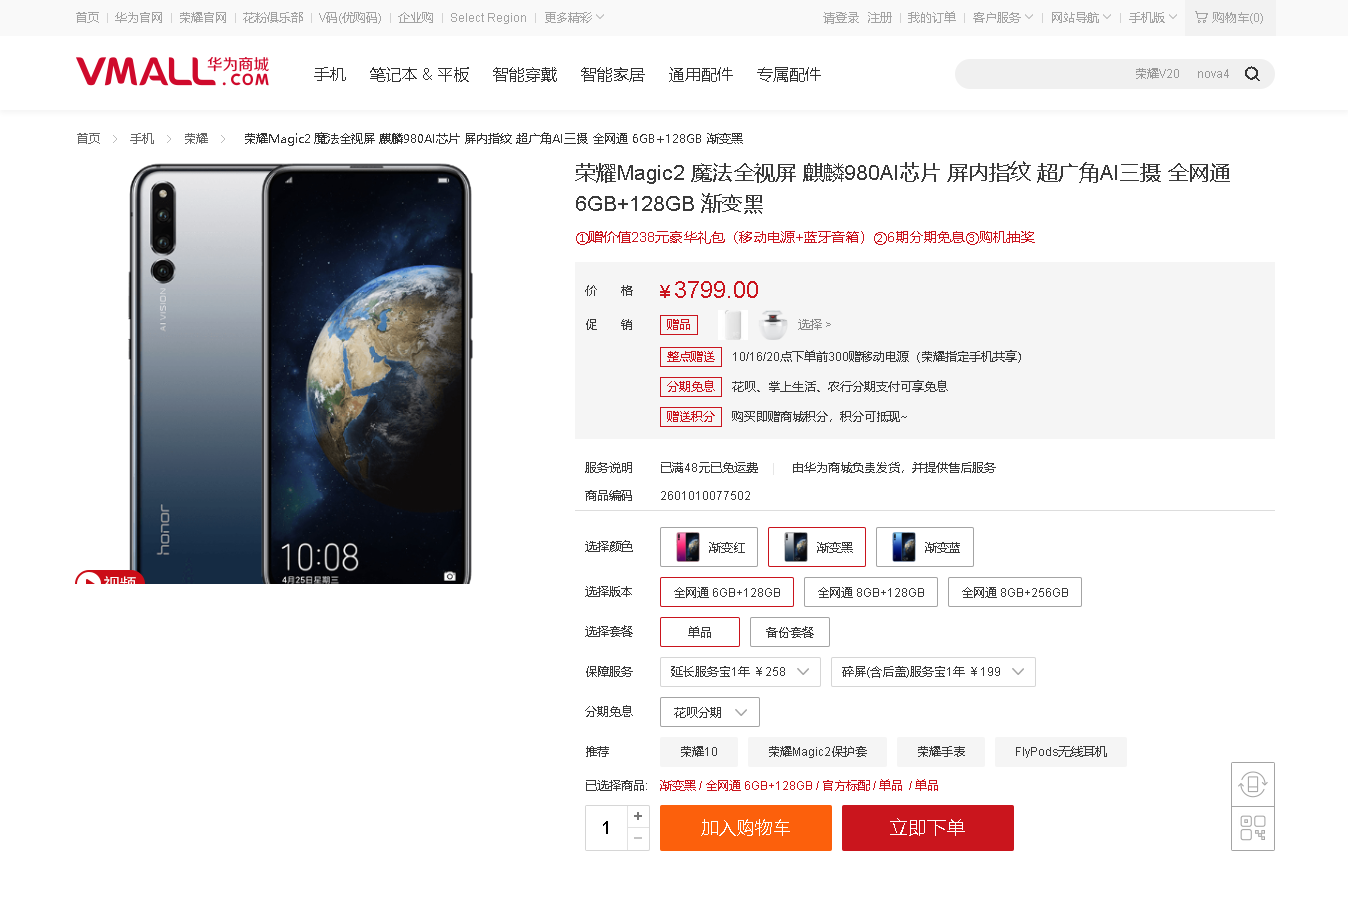 首页 华为官网 荣耀官网 花粉俱乐部 V码(优购码) 企业购 Select Region 更多精彩 请登录 注册 我的订单 客户服务 网站导航 手机版 购物车(0)
VMALL华为商城.COM 手机 笔记本 & 平板 智能穿戴 智能家居 通用配件 专属配件 荣耀V20 nova4
首页 > 手机 > 荣耀 > 荣耀Magic2 魔法全视屏 麒麟980AI芯片 屏内指纹 超广角AI三摄 全网通 6GB+128GB 渐变黑
荣耀Magic2 魔法全视屏 麒麟980AI芯片 屏内指纹 超广角AI三摄 全网通
6GB+128GB 渐变黑
①赠价值238元豪华礼包（移动电源+蓝牙音箱）②6期分期免息③购机抽奖
价 格 ¥3799.00
促 销 赠品 选择 >
整点赠送 10/16/20点下单前300赠移动电源（荣耀指定手机共享）
分期免息 花呗、掌上生活、农行分期支付可享免息
赠送积分 购买即赠商城积分，积分可抵现~
服务说明 已满48元已免运费 由华为商城负责发货，并提供售后服务
商品编码 2601010077502
选择颜色 渐变红 渐变黑 渐变蓝
选择版本 全网通 6GB+128GB 全网通 8GB+128GB 全网通 8GB+256GB
选择套餐 单品 备份套餐
保障服务 延长服务宝1年 ¥258 碎屏(含后盖)服务宝1年 ¥199
分期免息 花呗分期
推荐 荣耀10 荣耀Magic2保护套 荣耀手表 FlyPods无线耳机
已选择商品: 渐变黑 / 全网通 6GB+128GB / 官方标配 / 单品 / 单品
1 + − 加入购物车 立即下单
AI VISION
honor
10:08
4月25日星期三
视频